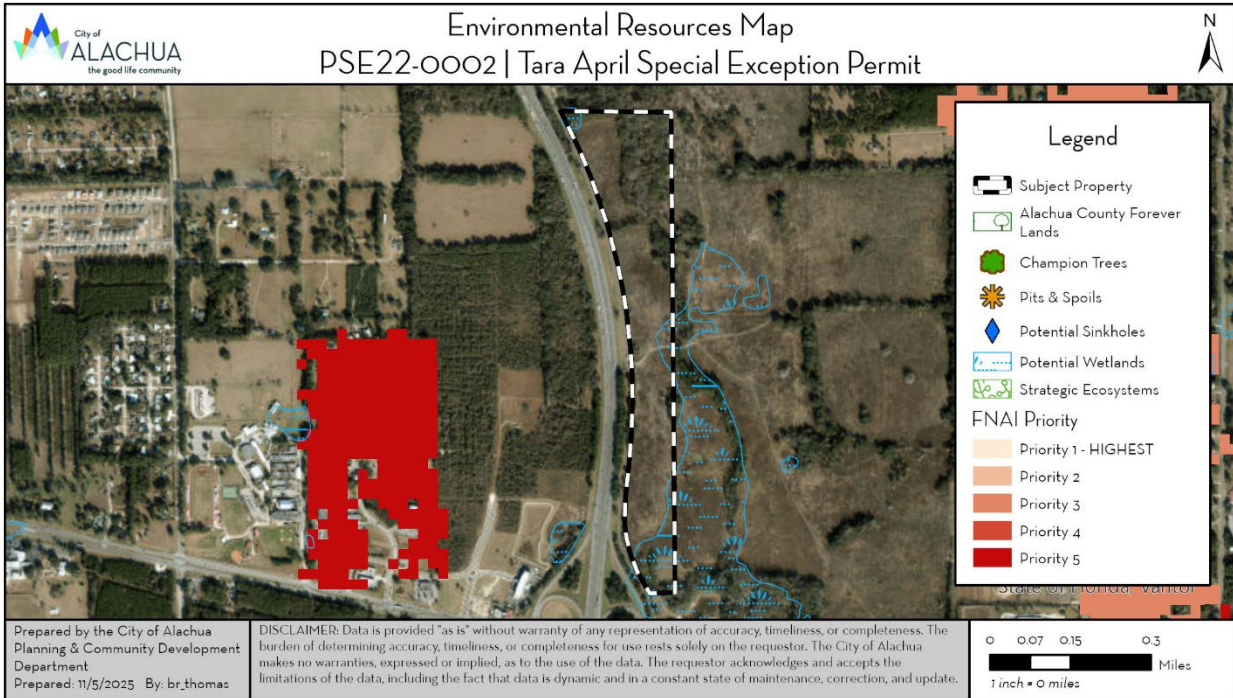 City of
ALACHUA
the good life community
Environmental Resources Map
PSE22-0002 | Tara April Special Exception Permit
N
Legend
Subject Property
Alachua County Forever
Lands
Champion Trees
Pits & Spoils
Potential Sinkholes
Potential Wetlands
Strategic Ecosystems
FNAI Priority
Priority 1 - HIGHEST
Priority 2
Priority 3
Priority 4
Priority 5
State of Florida, Vantor
Prepared by the City of Alachua
Planning & Community Development
Department
Prepared: 11/5/2025 By: br_thomas
DISCLAIMER: Data is provided "as is" without warranty of any representation of accuracy, timeliness, or completeness. The
burden of determining accuracy, timeliness, or completeness for use rests solely on the requestor. The City of Alachua
makes no warranties, expressed or implied, as to the use of the data. The requestor acknowledges and accepts the
limitations of the data, including the fact that data is dynamic and in a constant state of maintenance, correction, and update.
0 0.07 0.15 0.3
Miles
1 inch = 0 miles